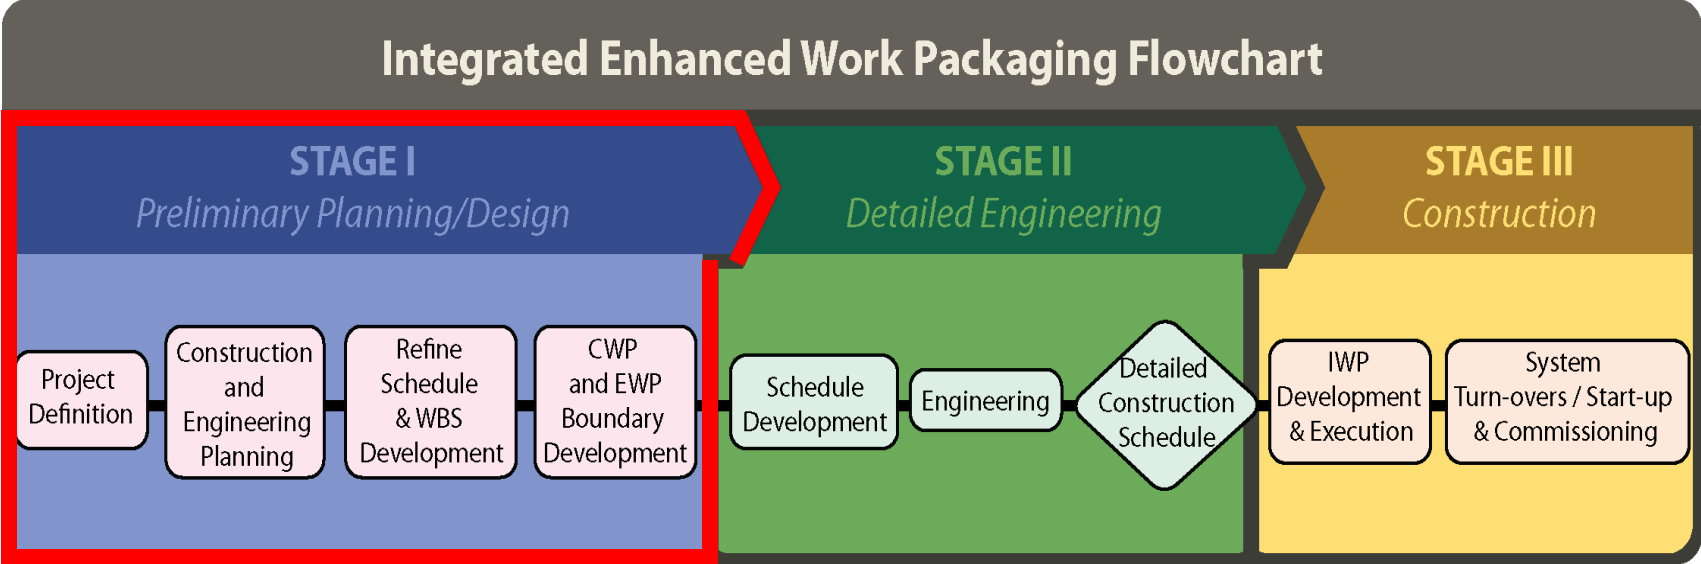 Integrated Enhanced Work Packaging Flowchart
STAGE I
Preliminary Planning/Design
STAGE II
Detailed Engineering
STAGE III
Construction
Project
Definition
Construction
and
Engineering
Planning
Refine
Schedule
& WBS
Development
CWP
and EWP
Boundary
Development
Schedule
Development
Engineering
Detailed
Construction
Schedule
IWP
Development
& Execution
System
Turn-overs / Start-up
& Commissioning